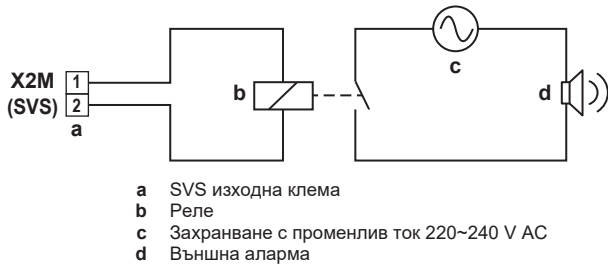 X2M 1
(SVS) 2
a
b
c
d
a SVS изходна клема
b Реле
c Захранване с променлив ток 220~240 V AC
d Външна аларма